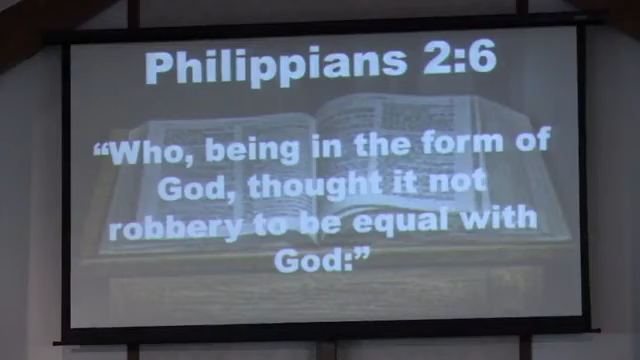 Philippians 2:6
“Who, being in the form of
God, thought it not
robbery to be equal with
God:”